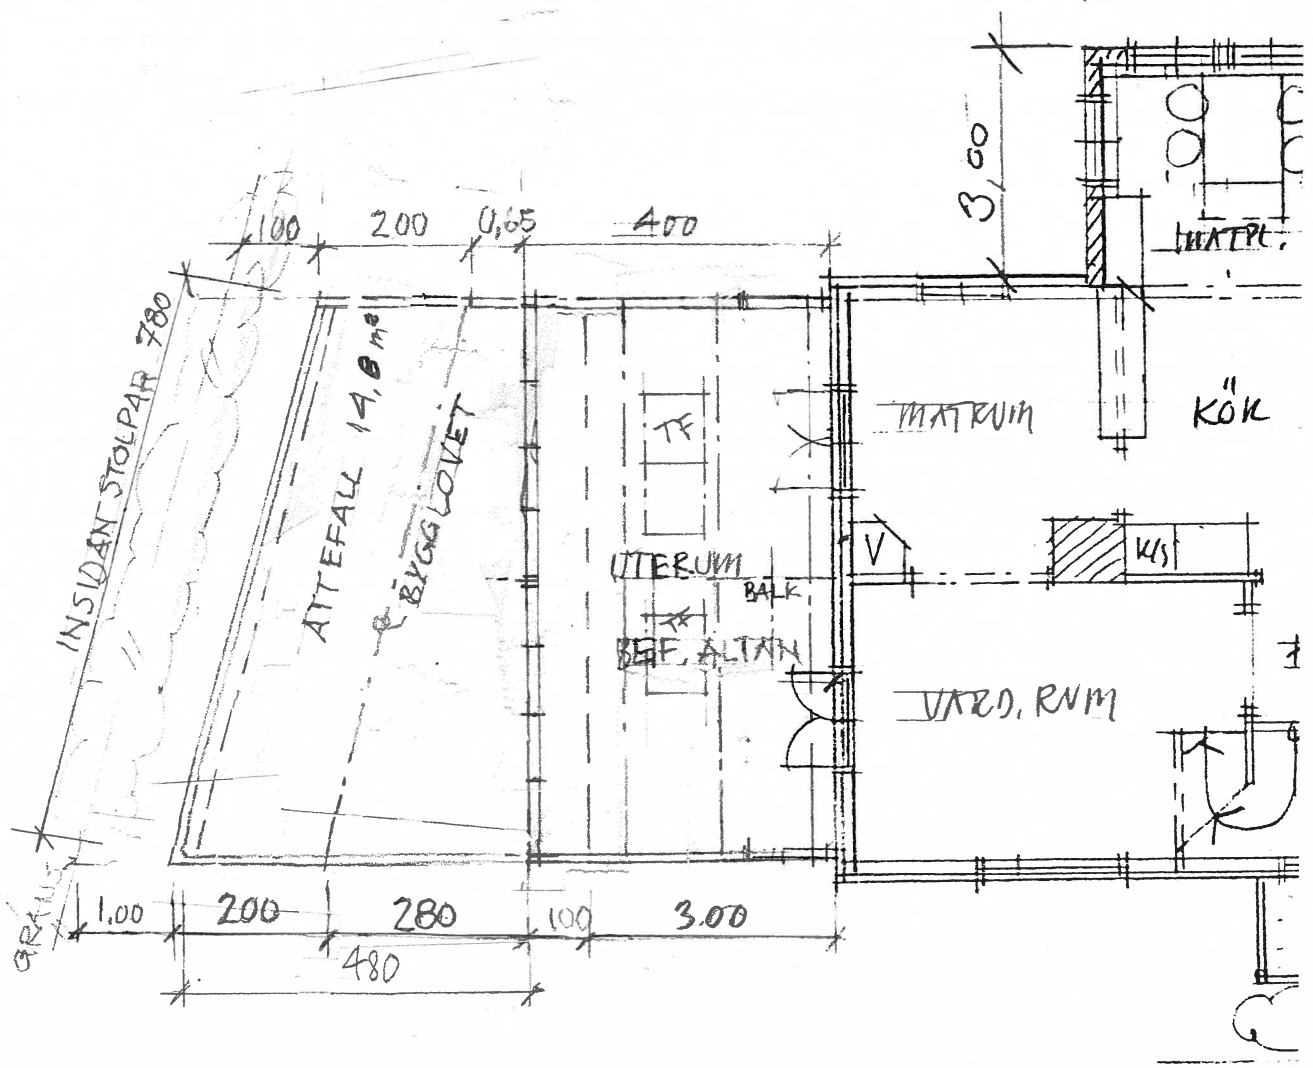 3,00
MATPL.
100
200
0,65
400
INSIDAN STOLPAR 780
ATTEFALL 14,8 m²
BYGGLOVET
MATRUM
KÖK
TF
V
K/S
UTERUM
BALK
BEF. ALTAN
VARD. RUM
GRÄNS
1.00
200
280
100
3.00
480